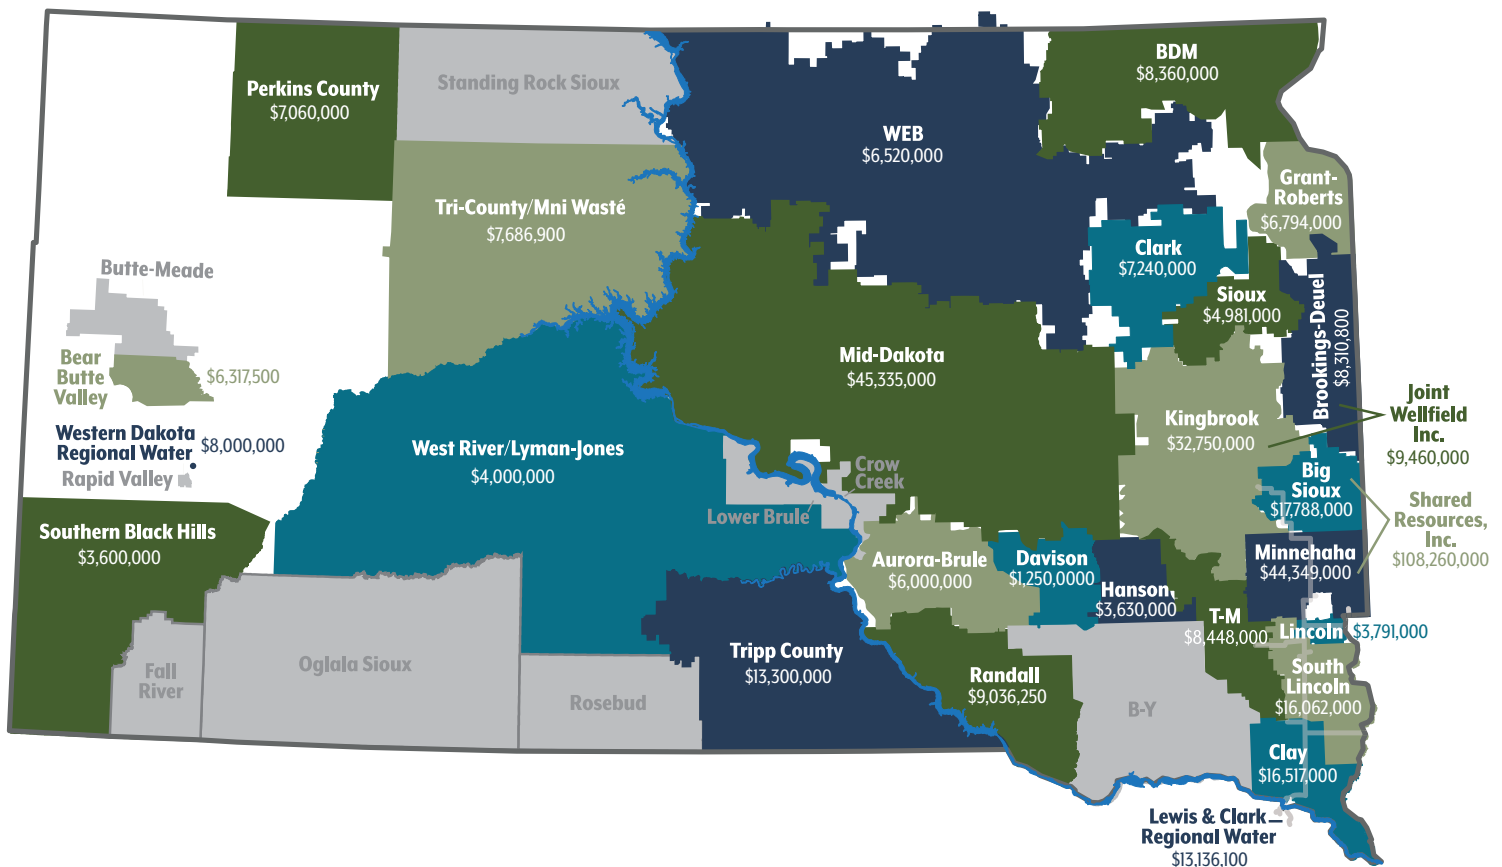 Perkins County
$7,060,000
Standing Rock Sioux
BDM
$8,360,000
WEB
$6,520,000
Grant-
Roberts
$6,794,000
Tri-County/Mni Wasté
$7,686,900
Clark
$7,240,000
Butte-Meade
Sioux
$4,981,000
Brookings-Deuel
$8,310,800
Bear
Butte
Valley
$6,317,500
Mid-Dakota
$45,335,000
Joint
Wellfield
Inc.
$9,460,000
Kingbrook
$32,750,000
Western Dakota
Regional Water
$8,000,000
Rapid Valley
West River/Lyman-Jones
$4,000,000
Crow
Creek
Lower Brule
Big
Sioux
$17,788,000
Shared
Resources,
Inc.
$108,260,000
Southern Black Hills
$3,600,000
Aurora-Brule
$6,000,000
Davison
$1,250,0000
Hanson
$3,630,000
Minnehaha
$44,349,000
T-M
$8,448,000
Lincoln
$3,791,000
Fall
River
Oglala Sioux
Rosebud
Tripp County
$13,300,000
Randall
$9,036,250
B-Y
South
Lincoln
$16,062,000
Clay
$16,517,000
Lewis & Clark
Regional Water
$13,136,100